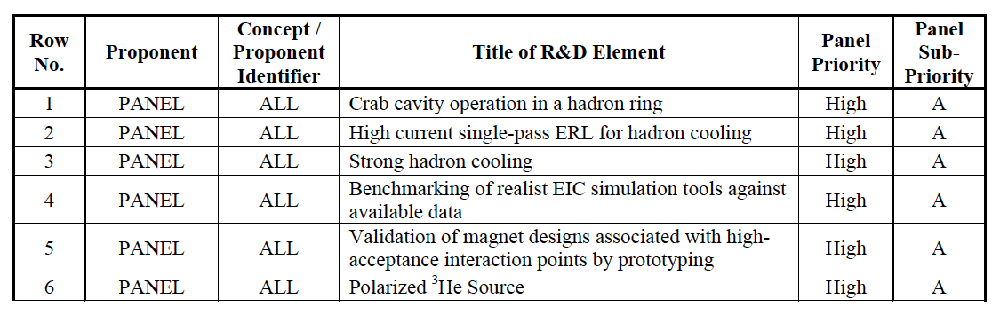 Row No. Proponent Concept / Proponent Identifier Title of R&D Element Panel Priority Panel Sub-Priority
1 PANEL ALL Crab cavity operation in a hadron ring High A
2 PANEL ALL High current single-pass ERL for hadron cooling High A
3 PANEL ALL Strong hadron cooling High A
4 PANEL ALL Benchmarking of realist EIC simulation tools against available data High A
5 PANEL ALL Validation of magnet designs associated with high-acceptance interaction points by prototyping High A
6 PANEL ALL Polarized ³He Source High A